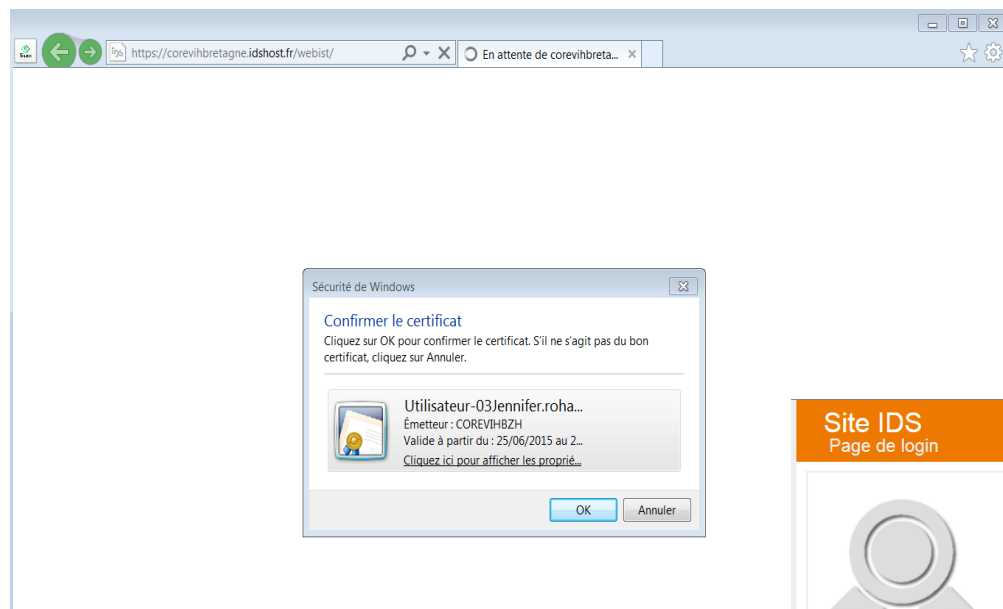 https://corevihbretagne.idshost.fr/webist/
En attente de corevihbreta...
Sécurité de Windows
Confirmer le certificat
Cliquez sur OK pour confirmer le certificat. S'il ne s'agit pas du bon
certificat, cliquez sur Annuler.
Utilisateur-03Jennifer.roha...
Émetteur : COREVIHBZH
Valide à partir du : 25/06/2015 au 2...
Cliquez ici pour afficher les proprié...
OK
Annuler
Site IDS
Page de login